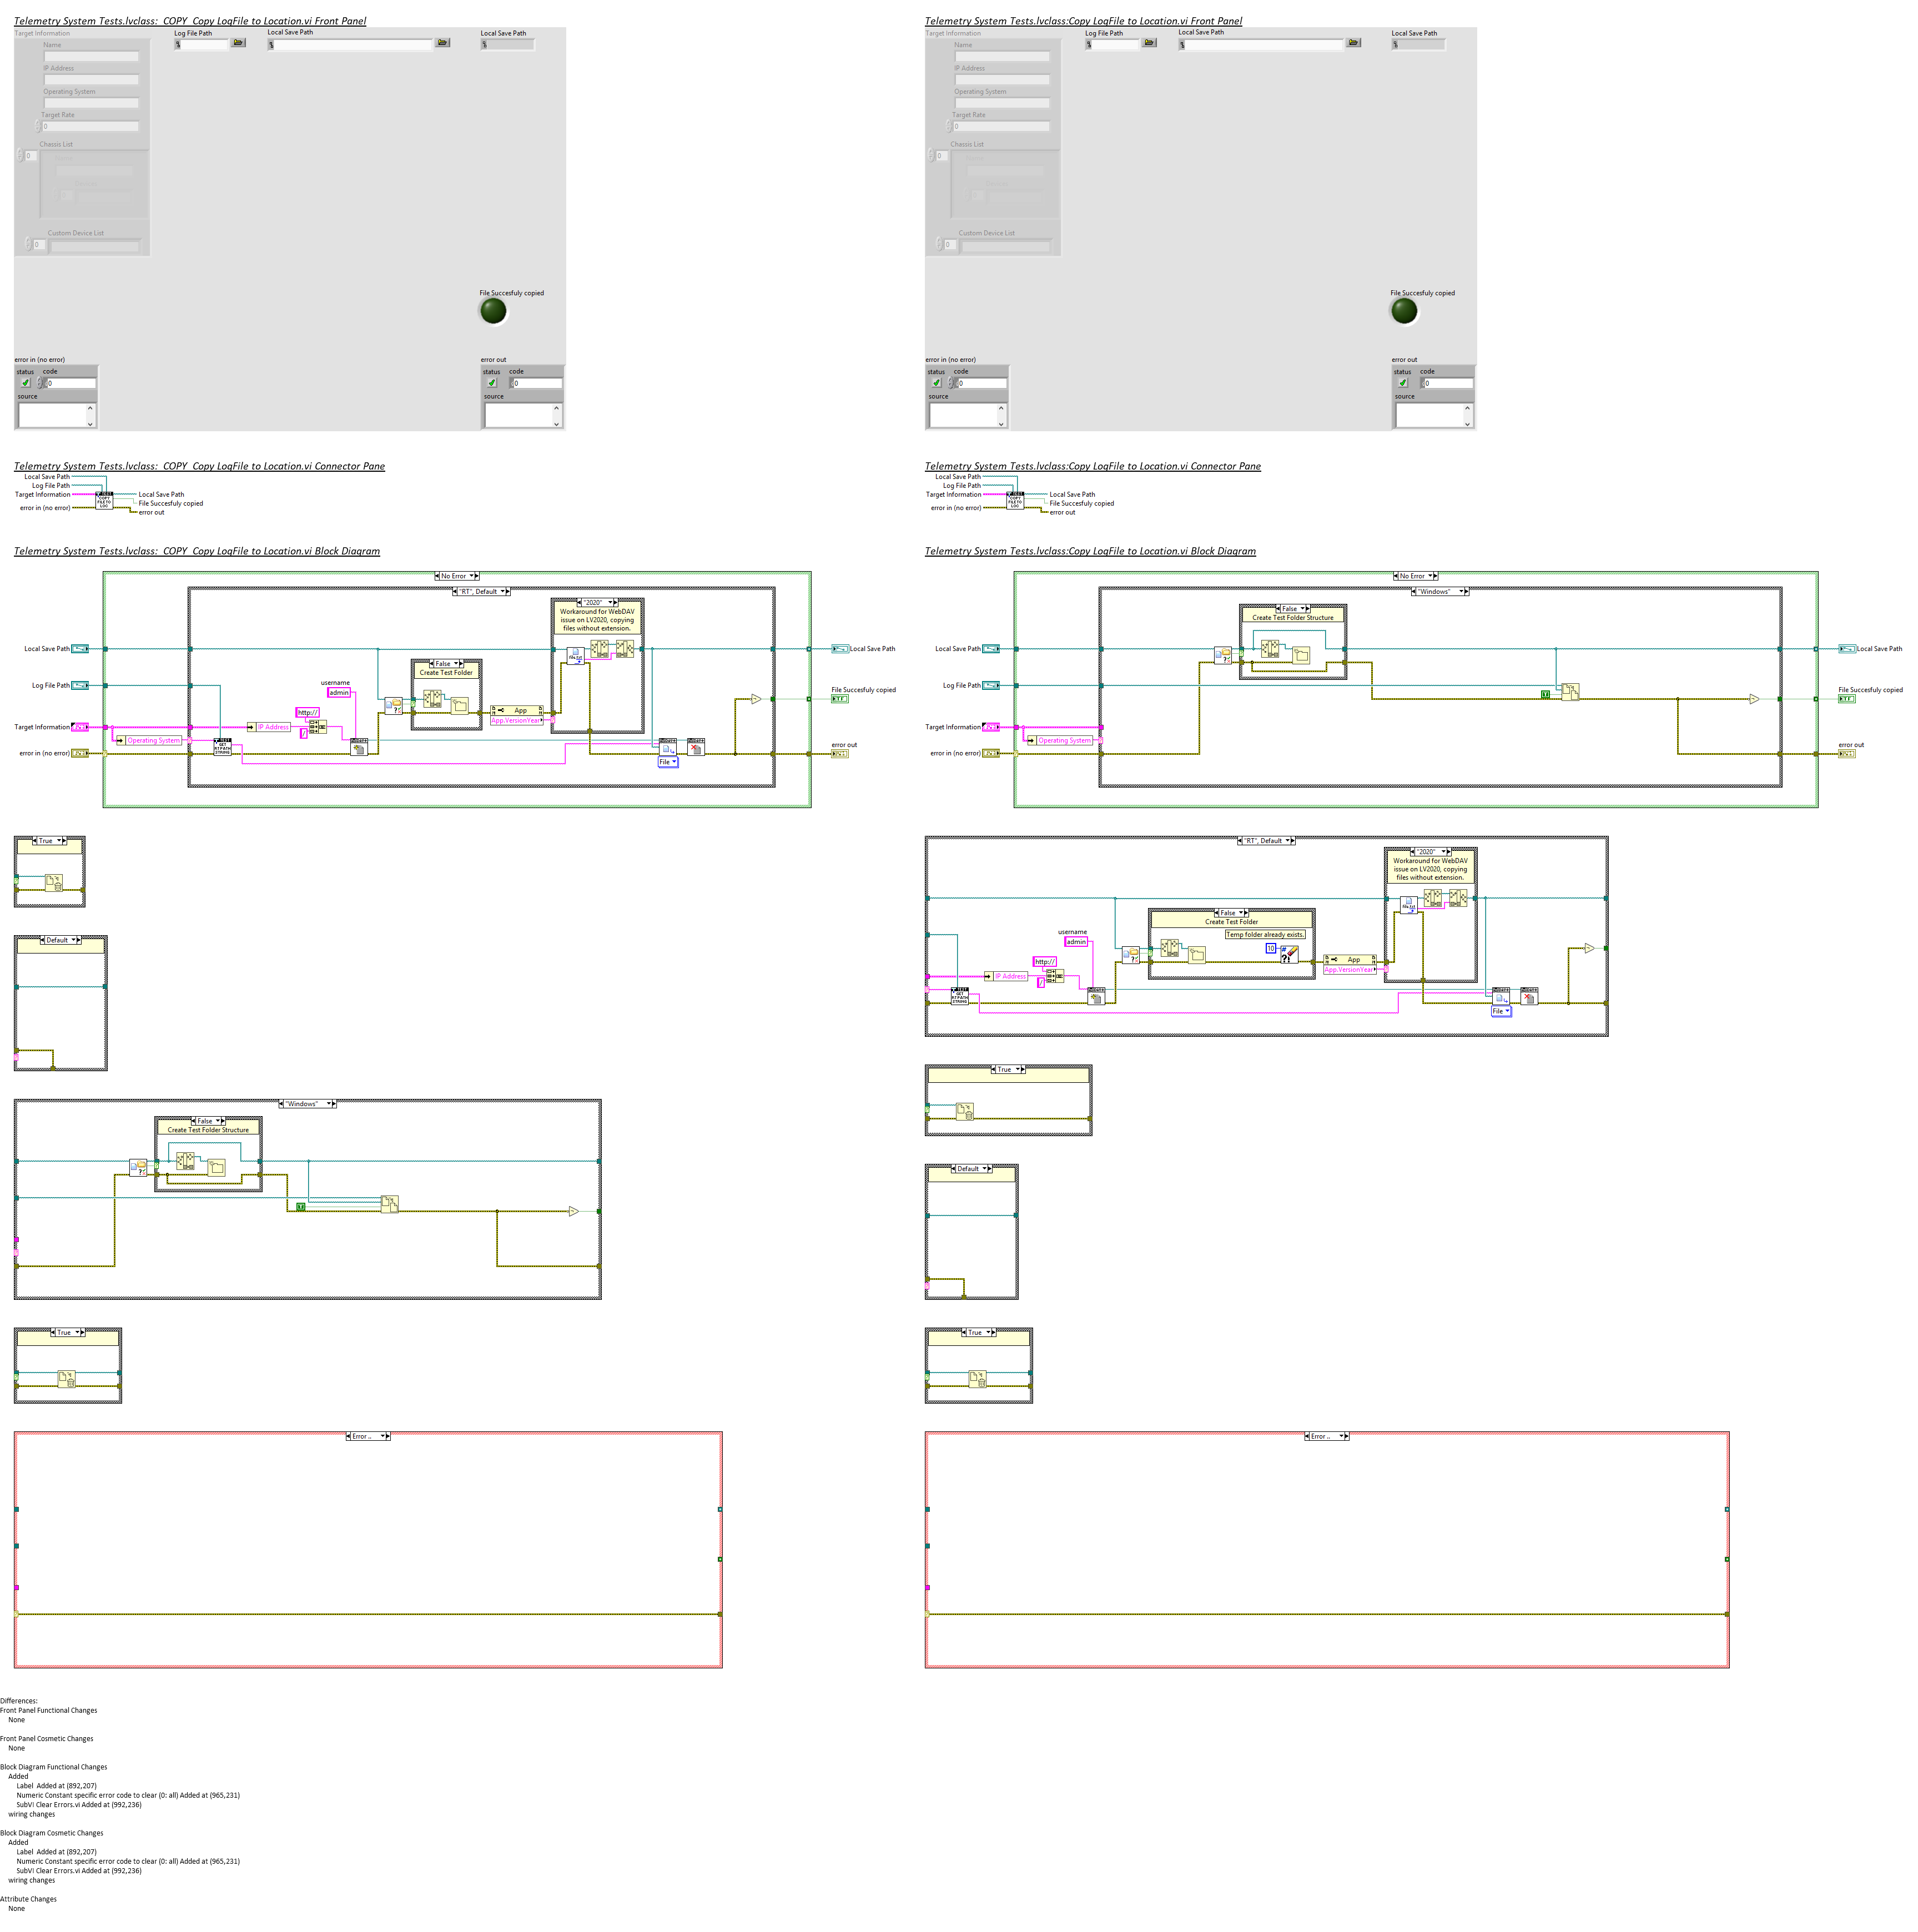 Telemetry System Tests.lvclass:_COPY_Copy LogFile to Location.vi Front Panel
Target Information
Log File Path
Local Save Path
Local Save Path
Name
IP Address
Operating System
Target Rate
0
Chassis List
0
Custom Device List
0
File Succesfuly copied
error in (no error)
error out
status code
0
source
status code
0
source
Telemetry System Tests.lvclass:_COPY_Copy LogFile to Location.vi Connector Pane
Local Save Path
Log File Path
Target Information
error in (no error)
Local Save Path
File Succesfuly copied
error out
Telemetry System Tests.lvclass:_COPY_Copy LogFile to Location.vi Block Diagram
No Error
"RT", Default
"2020"
Workaround for WebDAV
issue on LV2020, copying
files without extension.
Local Save Path
Log File Path
Target Information
error in (no error)
Operating System
IP Address
http://
/
username
admin
False
Create Test Folder
App
App.VersionYear
File
Local Save Path
File Succesfuly copied
error out
True
Default
"Windows"
False
Create Test Folder Structure
True
Error ..
Telemetry System Tests.lvclass:Copy LogFile to Location.vi Front Panel
Target Information
Log File Path
Local Save Path
Local Save Path
Name
IP Address
Operating System
Target Rate
0
Chassis List
0
Custom Device List
0
File Succesfuly copied
error in (no error)
error out
status code
0
source
status code
0
source
Telemetry System Tests.lvclass:Copy LogFile to Location.vi Connector Pane
Local Save Path
Log File Path
Target Information
error in (no error)
Local Save Path
File Succesfuly copied
error out
Telemetry System Tests.lvclass:Copy LogFile to Location.vi Block Diagram
No Error
"Windows"
False
Create Test Folder Structure
Local Save Path
Log File Path
Target Information
error in (no error)
Operating System
Local Save Path
File Succesfuly copied
error out
"RT", Default
"2020"
Workaround for WebDAV
issue on LV2020, copying
files without extension.
False
Create Test Folder
Temp folder already exists.
10
username
admin
http://
/
IP Address
App
App.VersionYear
File
True
Default
True
Error ..
Differences:
Front Panel Functional Changes
None
Front Panel Cosmetic Changes
None
Block Diagram Functional Changes
Added
Label Added at (892,207)
Numeric Constant specific error code to clear (0: all) Added at (965,231)
SubVI Clear Errors.vi Added at (992,236)
wiring changes
Block Diagram Cosmetic Changes
Added
Label Added at (892,207)
Numeric Constant specific error code to clear (0: all) Added at (965,231)
SubVI Clear Errors.vi Added at (992,236)
wiring changes
Attribute Changes
None